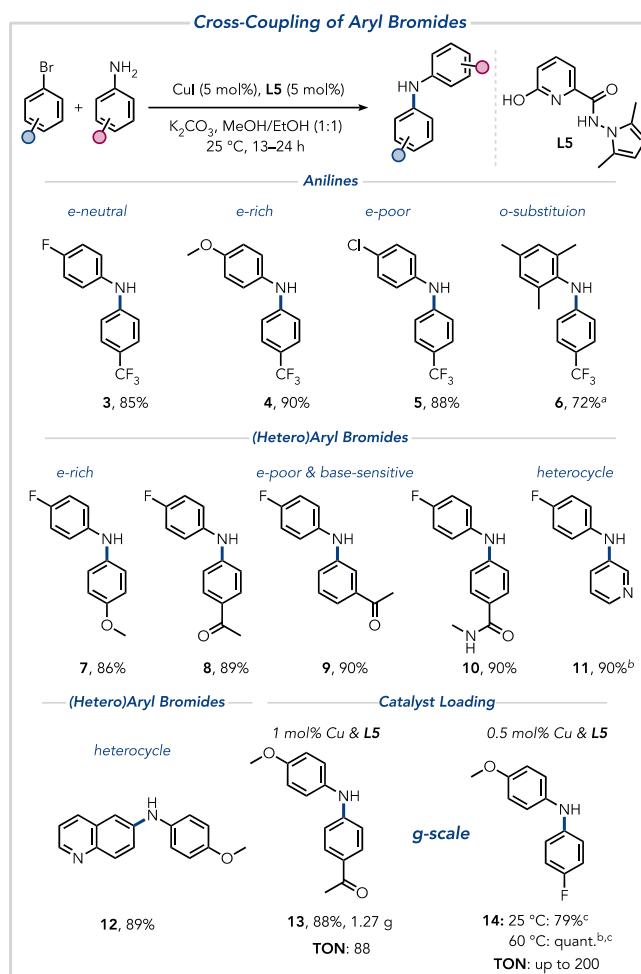 Cross-Coupling of Aryl Bromides
Br
NH₂
+
CuI (5 mol%), L5 (5 mol%)
K₂CO₃, MeOH/EtOH (1:1)
25 °C, 13–24 h
H
N
HO
N
O
NH
N
CH₃
CH₃
L5
Anilines
e-neutral
e-rich
e-poor
o-substituion
F
NH
CF₃
O
NH
CF₃
Cl
NH
CF₃
NH
CF₃
3, 85%
4, 90%
5, 88%
6, 72%ᵃ
(Hetero)Aryl Bromides
e-rich
e-poor & base-sensitive
heterocycle
F
NH
O
F
NH
O
F
NH
O
F
NH
N
H
O
F
NH
N
7, 86%
8, 89%
9, 90%
10, 90%
11, 90%ᵇ
(Hetero)Aryl Bromides
Catalyst Loading
heterocycle
1 mol% Cu & L5
0.5 mol% Cu & L5
H
N
N
O
O
NH
O
g-scale
O
NH
F
12, 89%
13, 88%, 1.27 g
TON: 88
14: 25 °C: 79%ᶜ
60 °C: quant.ᵇ,ᶜ
TON: up to 200